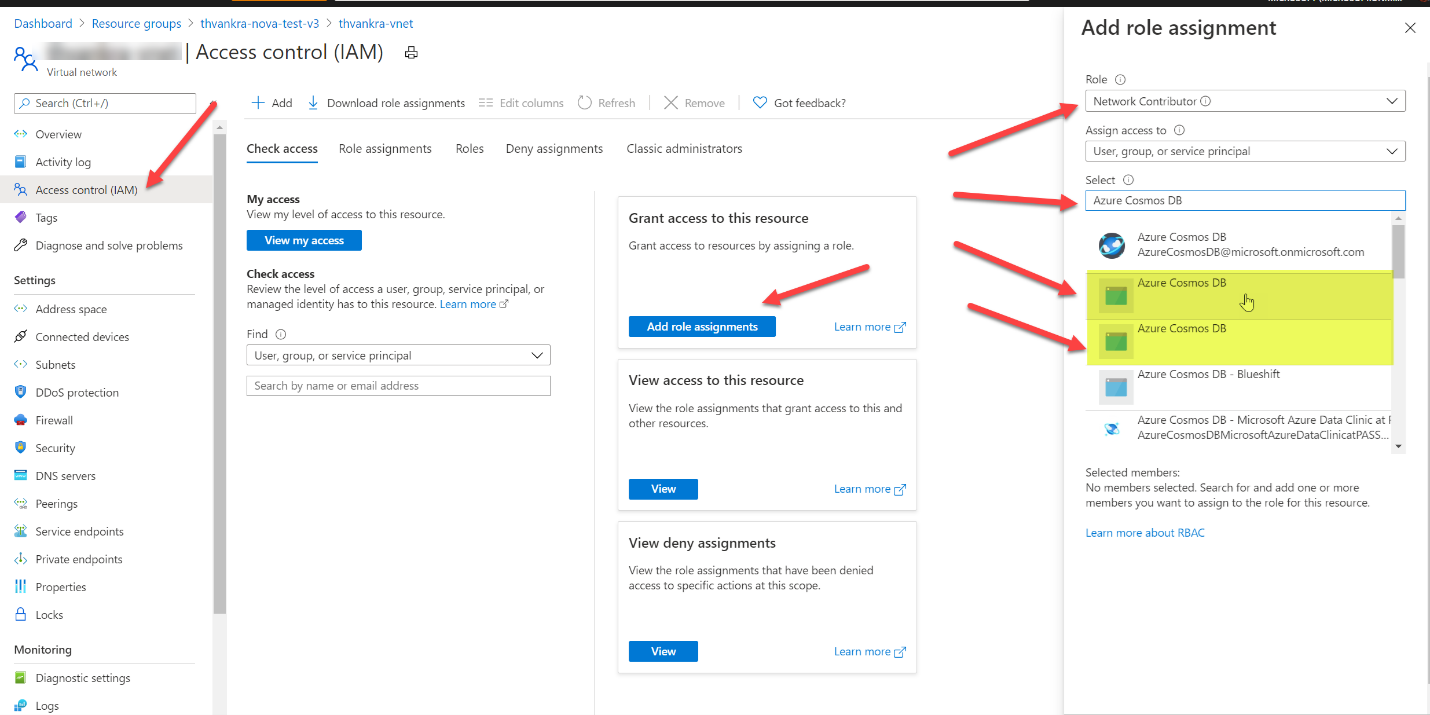 Dashboard > Resource groups > thvankra-nova-test-v3 > thvankra-vnet
| Access control (IAM)
Virtual network
Search (Ctrl+/)
Overview
Activity log
Access control (IAM)
Tags
Diagnose and solve problems
Settings
Address space
Connected devices
Subnets
DDoS protection
Firewall
Security
DNS servers
Peerings
Service endpoints
Private endpoints
Properties
Locks
Monitoring
Diagnostic settings
Logs
Add Download role assignments Edit columns Refresh Remove Got feedback?
Check access Role assignments Roles Deny assignments Classic administrators
My access
View my level of access to this resource.
View my access
Check access
Review the level of access a user, group, service principal, or
managed identity has to this resource. Learn more
Find
User, group, or service principal
Search by name or email address
Grant access to this resource
Grant access to resources by assigning a role.
Add role assignments Learn more
View access to this resource
View the role assignments that grant access to this and
other resources.
View Learn more
View deny assignments
View the role assignments that have been denied
access to specific actions at this scope.
View Learn more
Add role assignment
Role
Network Contributor
Assign access to
User, group, or service principal
Select
Azure Cosmos DB
Azure Cosmos DB
AzureCosmosDB@microsoft.onmicrosoft.com
Azure Cosmos DB
Azure Cosmos DB
Azure Cosmos DB - Blueshift
Azure Cosmos DB - Microsoft Azure Data Clinic at
AzureCosmosDBMicrosoftAzureDataClinicatPASS...
Selected members:
No members selected. Search for and add one or more
members you want to assign to the role for this resource.
Learn more about RBAC